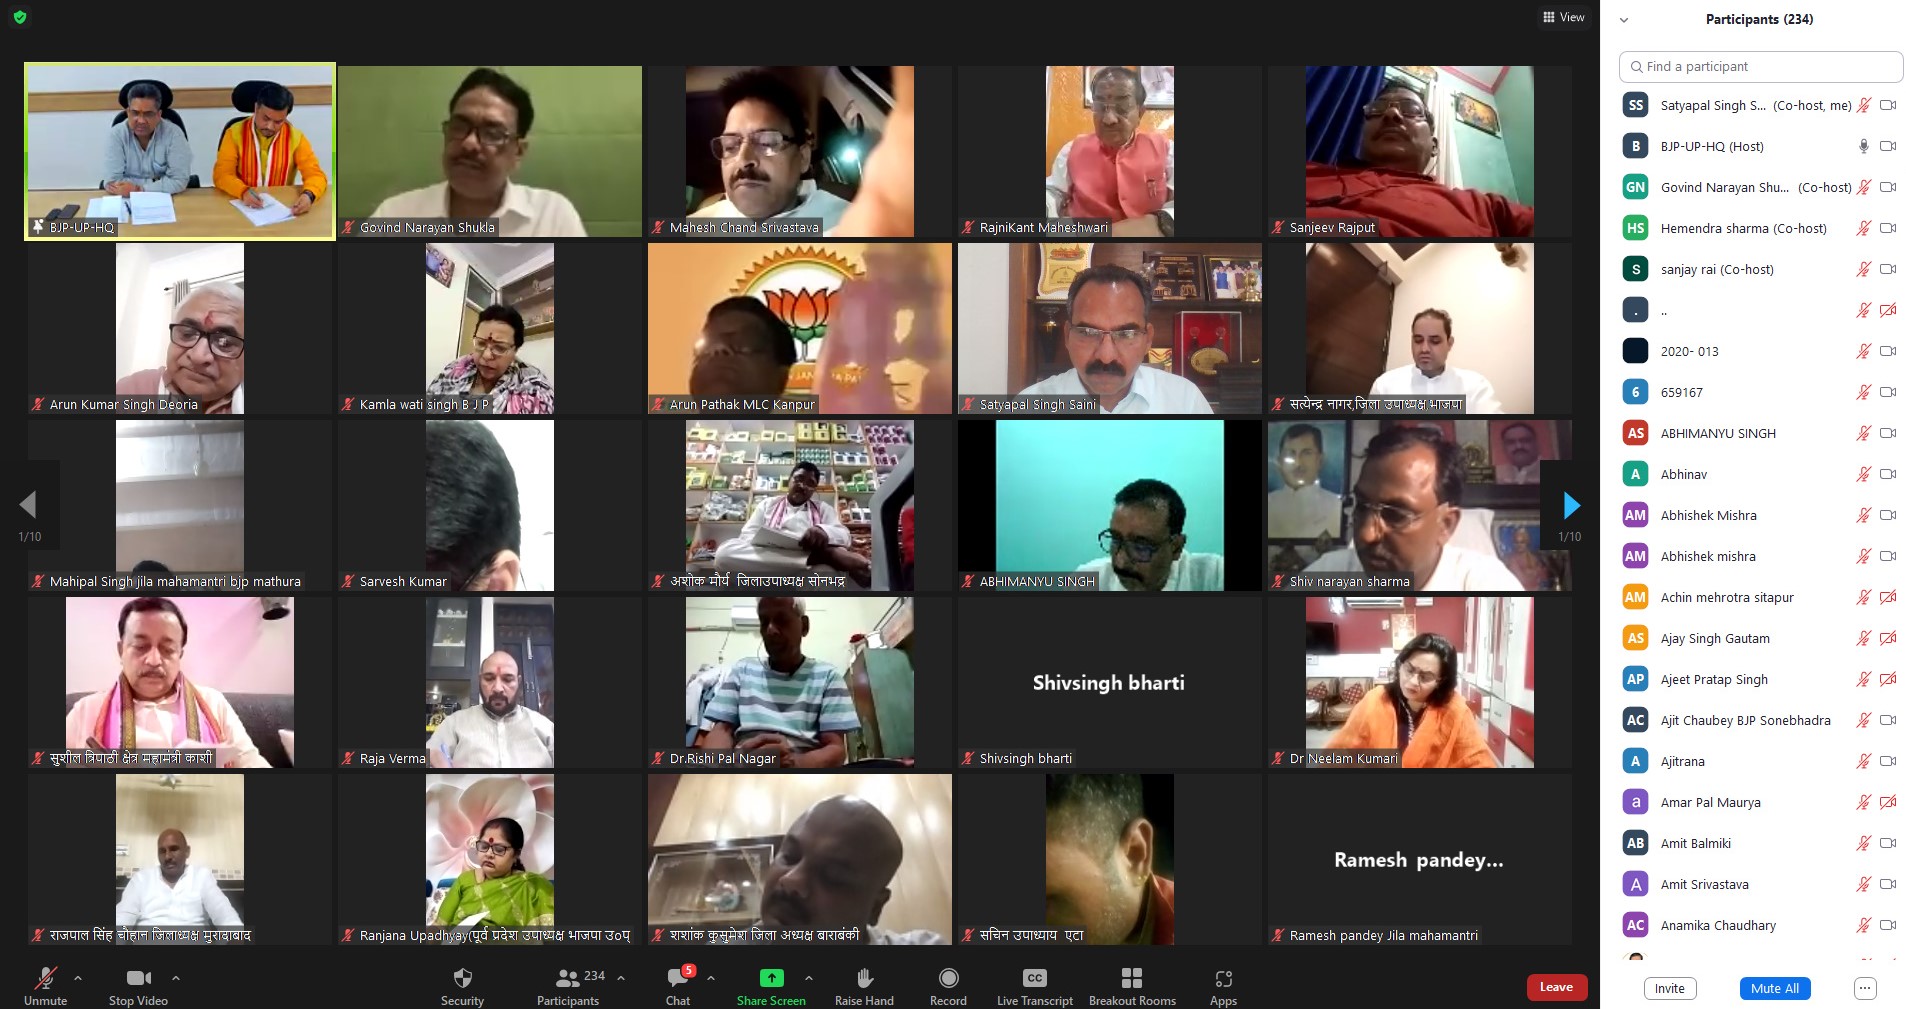 View
BJP-UP-HQ
Govind Narayan Shukla
Mahesh Chand Srivastava
RajniKant Maheshwari
Sanjeev Rajput
Arun Kumar Singh Deoria
Kamla wati singh B J P
Arun Pathak MLC Kanpur
Satyapal Singh Saini
सत्येन्द्र नागर,जिला उपाध्यक्ष,भाजपा
1/10
1/10
Mahipal Singh jila mahamantri bjp mathura
Sarvesh Kumar
अशोक मौर्य जिलाउपाध्यक्ष सोनभद्र
ABHIMANYU SINGH
Shiv narayan sharma
सुशील त्रिपाठी क्षेत्र महामंत्री काशी
Raja Verma
Dr.Rishi Pal Nagar
Shivsingh bharti
Shivsingh bharti
Dr Neelam Kumari
राजपाल सिंह चौहान जिलाध्यक्ष मुरादाबाद
Ranjana Upadhyay(पूर्व प्रदेश उपाध्यक्ष भाजपा उ०प्
शशांक कुसुमेश जिला अध्यक्ष बाराबंकी
सचिन उपाध्याय एटा
Ramesh pandey...
Ramesh pandey Jila mahamantri
Unmute
Stop Video
Security
Participants
234
Chat
5
Share Screen
Raise Hand
Record
CC
Live Transcript
Breakout Rooms
Apps
Leave
Participants (234)
Find a participant
SS Satyapal Singh S... (Co-host, me)
B BJP-UP-HQ (Host)
GN Govind Narayan Shu... (Co-host)
HS Hemendra sharma (Co-host)
S sanjay rai (Co-host)
. ..
2020- 013
6 659167
AS ABHIMANYU SINGH
A Abhinav
AM Abhishek Mishra
AM Abhishek mishra
AM Achin mehrotra sitapur
AS Ajay Singh Gautam
AP Ajeet Pratap Singh
AC Ajit Chaubey BJP Sonebhadra
A Ajitrana
a Amar Pal Maurya
AB Amit Balmiki
A Amit Srivastava
AC Anamika Chaudhary
Invite
Mute All
...